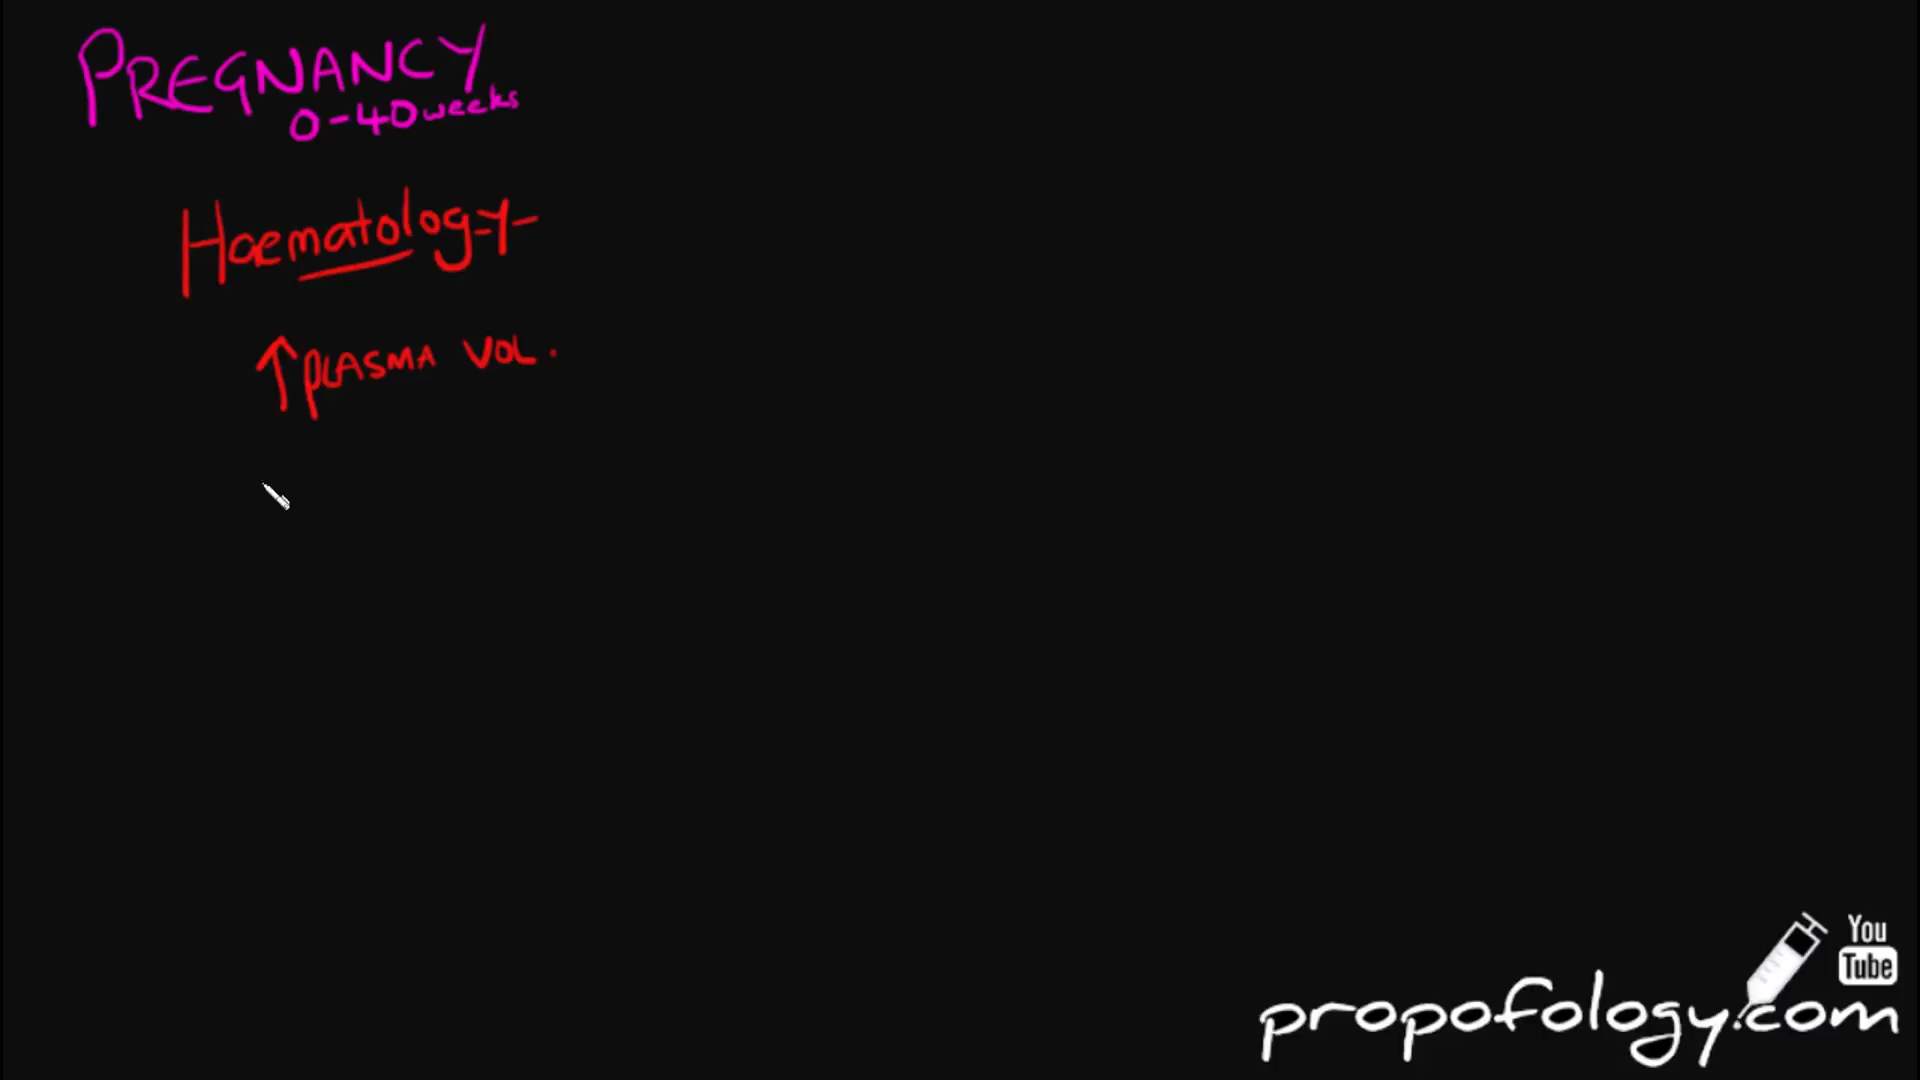 PREGNANCY
0-40 weeks
Haematology
↑ PLASMA VOL.
You
Tube
propofology.com